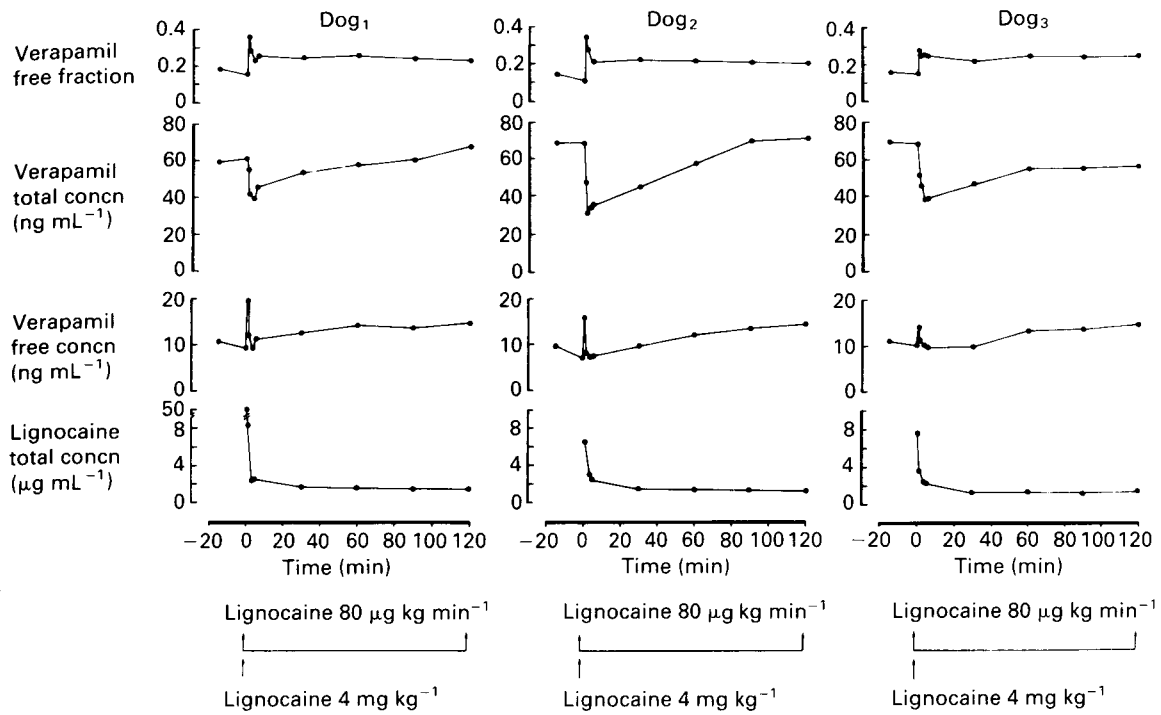 Dog₁ Dog₂ Dog₃
Verapamil
free fraction
0.4 0.4 0.4
0.2 0.2 0.2
0 0 0
Verapamil
total concn
(ng mL⁻¹)
80 80 80
60 60 60
40 40 40
20 20 20
0 0 0
Verapamil
free concn
(ng mL⁻¹)
20 20 20
10 10 10
0 0 0
Lignocaine
total concn
(μg mL⁻¹)
50
8 8 8
4 4 4
0 0 0
−20 0 20 40 60 80 100 120 −20 0 20 40 60 80 100 120 −20 0 20 40 60 80 100 120
Time (min) Time (min) Time (min)
Lignocaine 80 μg kg min⁻¹ Lignocaine 80 μg kg min⁻¹ Lignocaine 80 μg kg min⁻¹
Lignocaine 4 mg kg⁻¹ Lignocaine 4 mg kg⁻¹ Lignocaine 4 mg kg⁻¹